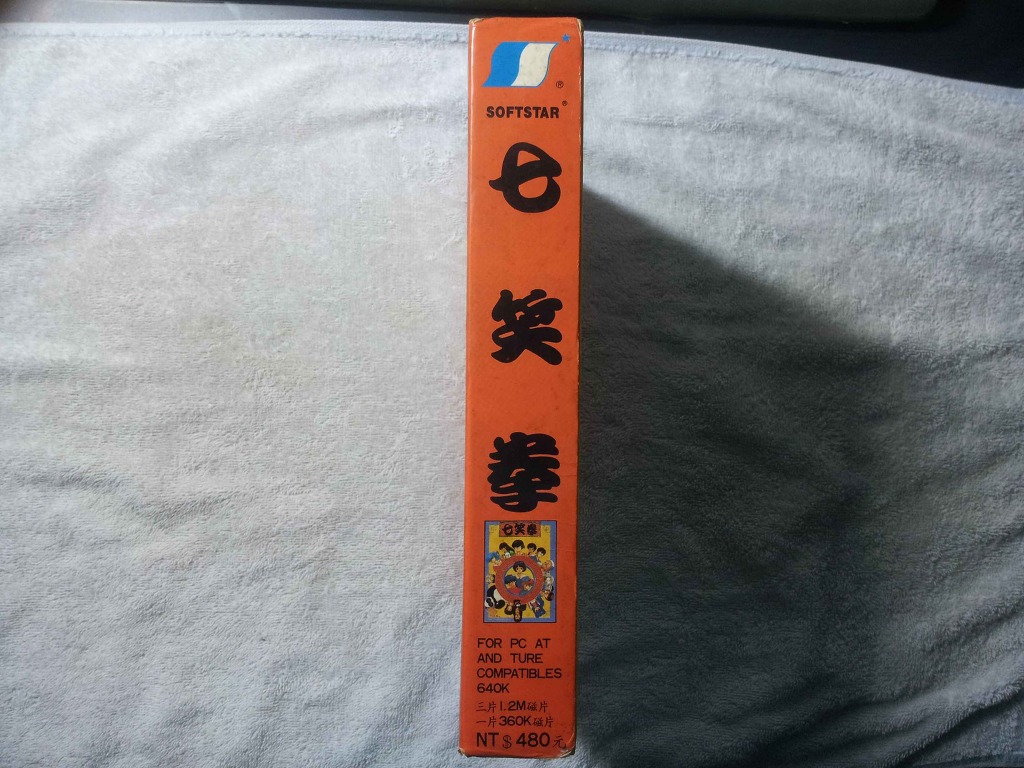 ®
SOFTSTAR®
七笑拳
七笑拳
FOR PC AT
AND TURE
COMPATIBLES
640K
三片1.2M磁片
一片360K磁片
NT$480元